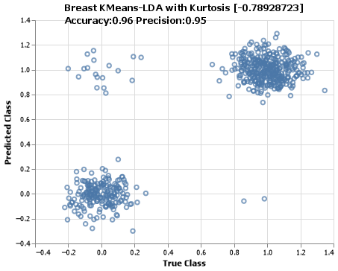 Breast KMeans-LDA with Kurtosis [-0.78928723]
Accuracy:0.96 Precision:0.95
1.4
1.2
1.0
0.8
0.6
0.4
0.2
0.0
−0.2
−0.4
Predicted Class
−0.4 −0.2 0.0 0.2 0.4 0.6 0.8 1.0 1.2 1.4
True Class